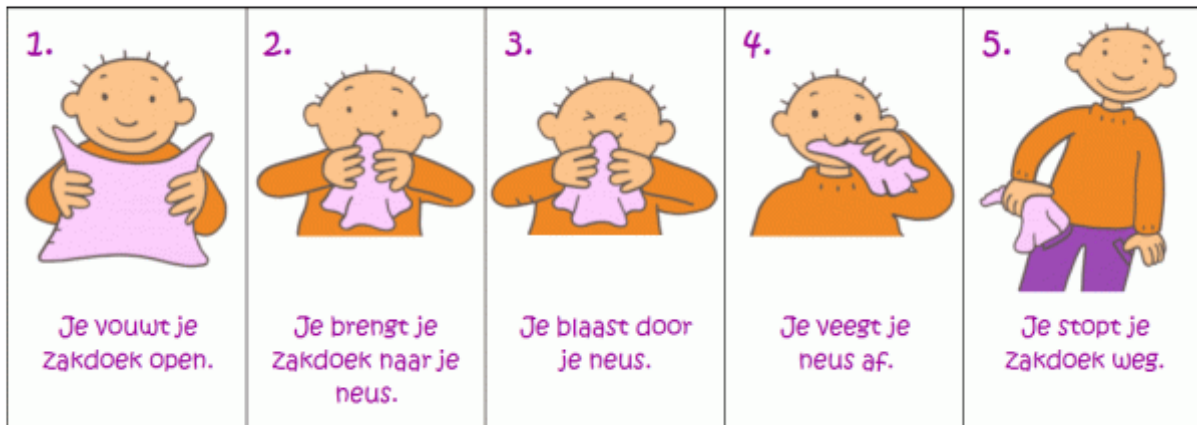 1.
Je vouwt je
zakdoek open.
2.
Je brengt je
zakdoek naar je
neus.
3.
Je blaast door
je neus.
4.
Je veegt je
neus af.
5.
Je stopt je
zakdoek weg.